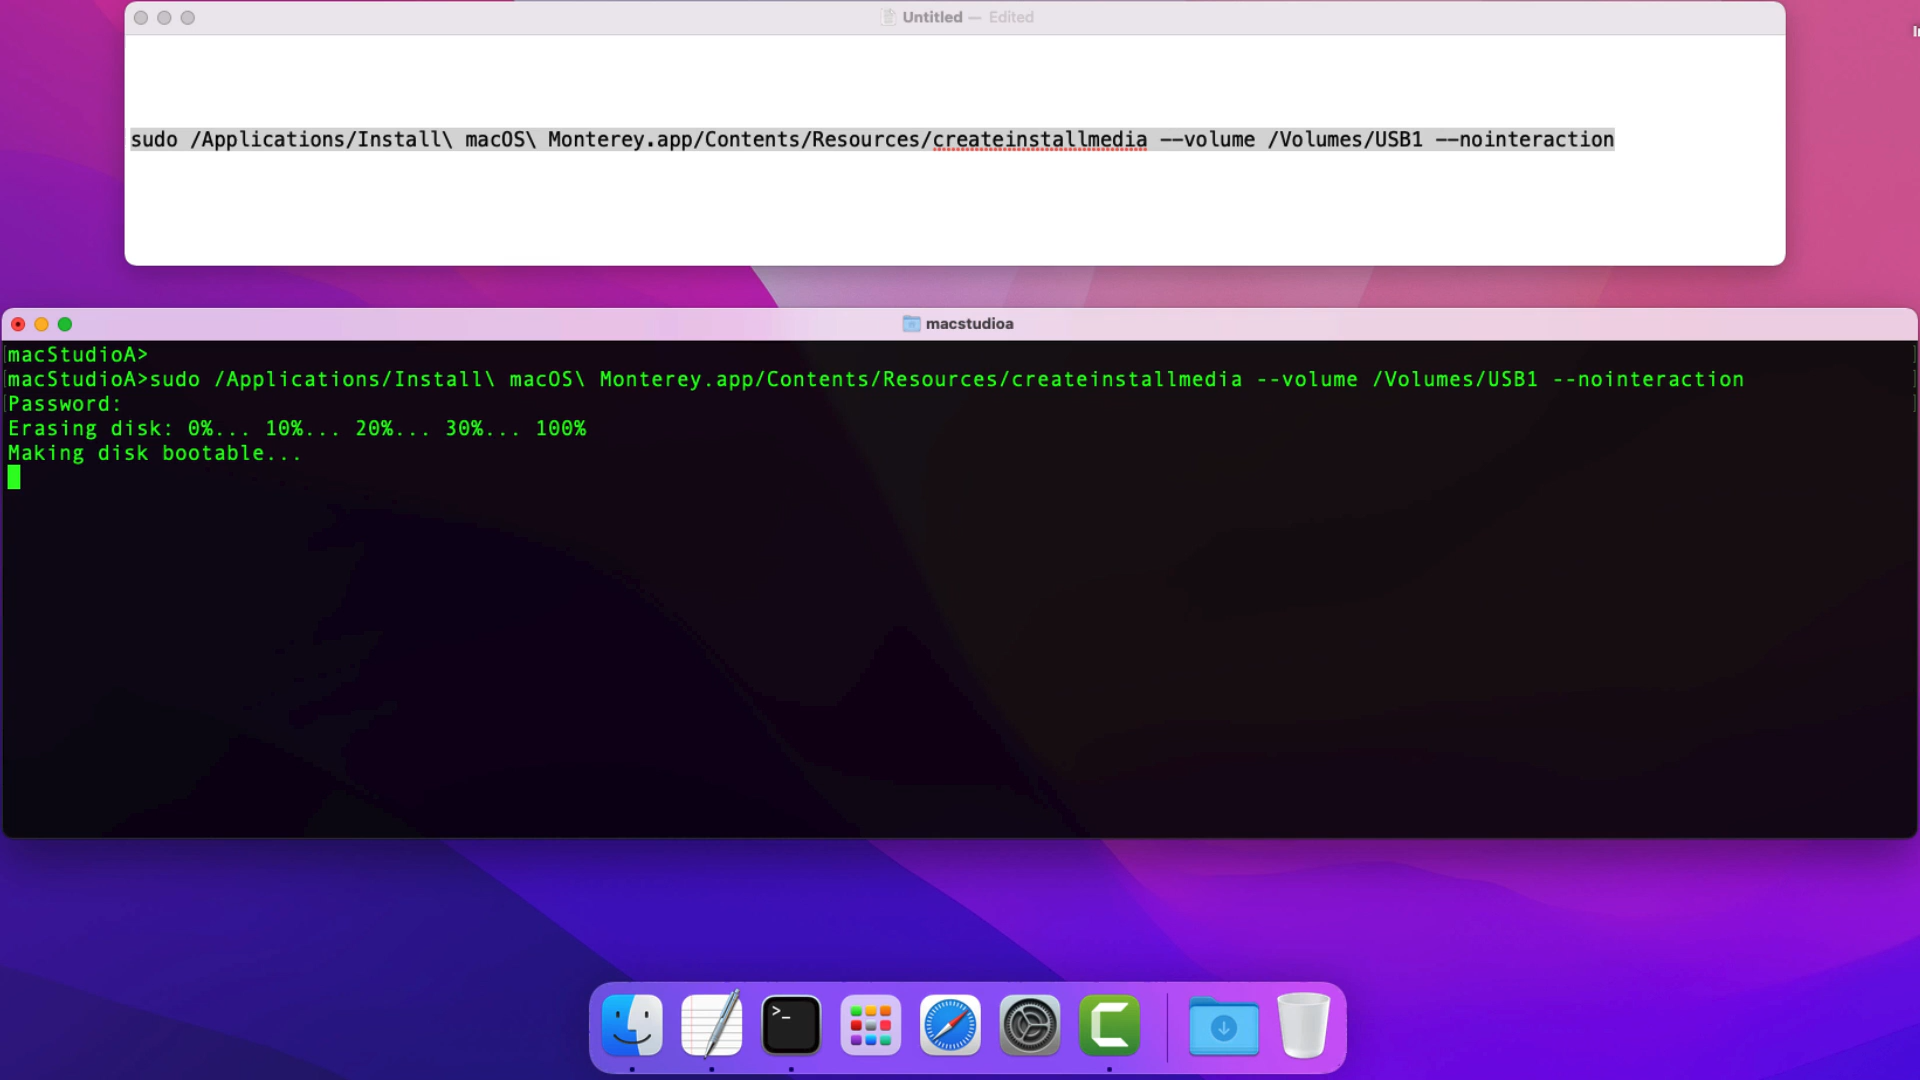 Untitled — Edited
sudo /Applications/Install\ macOS\ Monterey.app/Contents/Resources/createinstallmedia --volume /Volumes/USB1 --nointeraction
macstudioa
macStudioA>
macStudioA>sudo /Applications/Install\ macOS\ Monterey.app/Contents/Resources/createinstallmedia --volume /Volumes/USB1 --nointeraction
Password:
Erasing disk: 0%... 10%... 20%... 30%... 100%
Making disk bootable...
>_